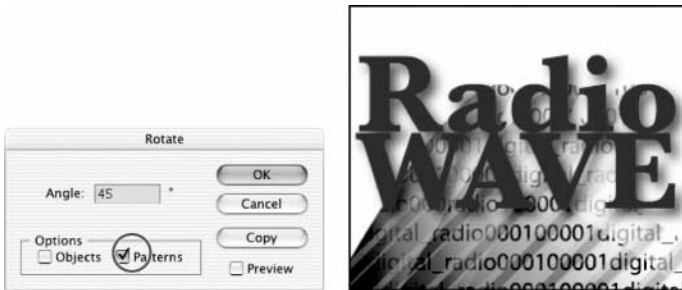 Rotate
Angle: 45 °
OK
Cancel
Copy
Options
Objects Patterns
Preview
Radio
WAVE
digital_radio000100001digital_
digital_radio000100001digital